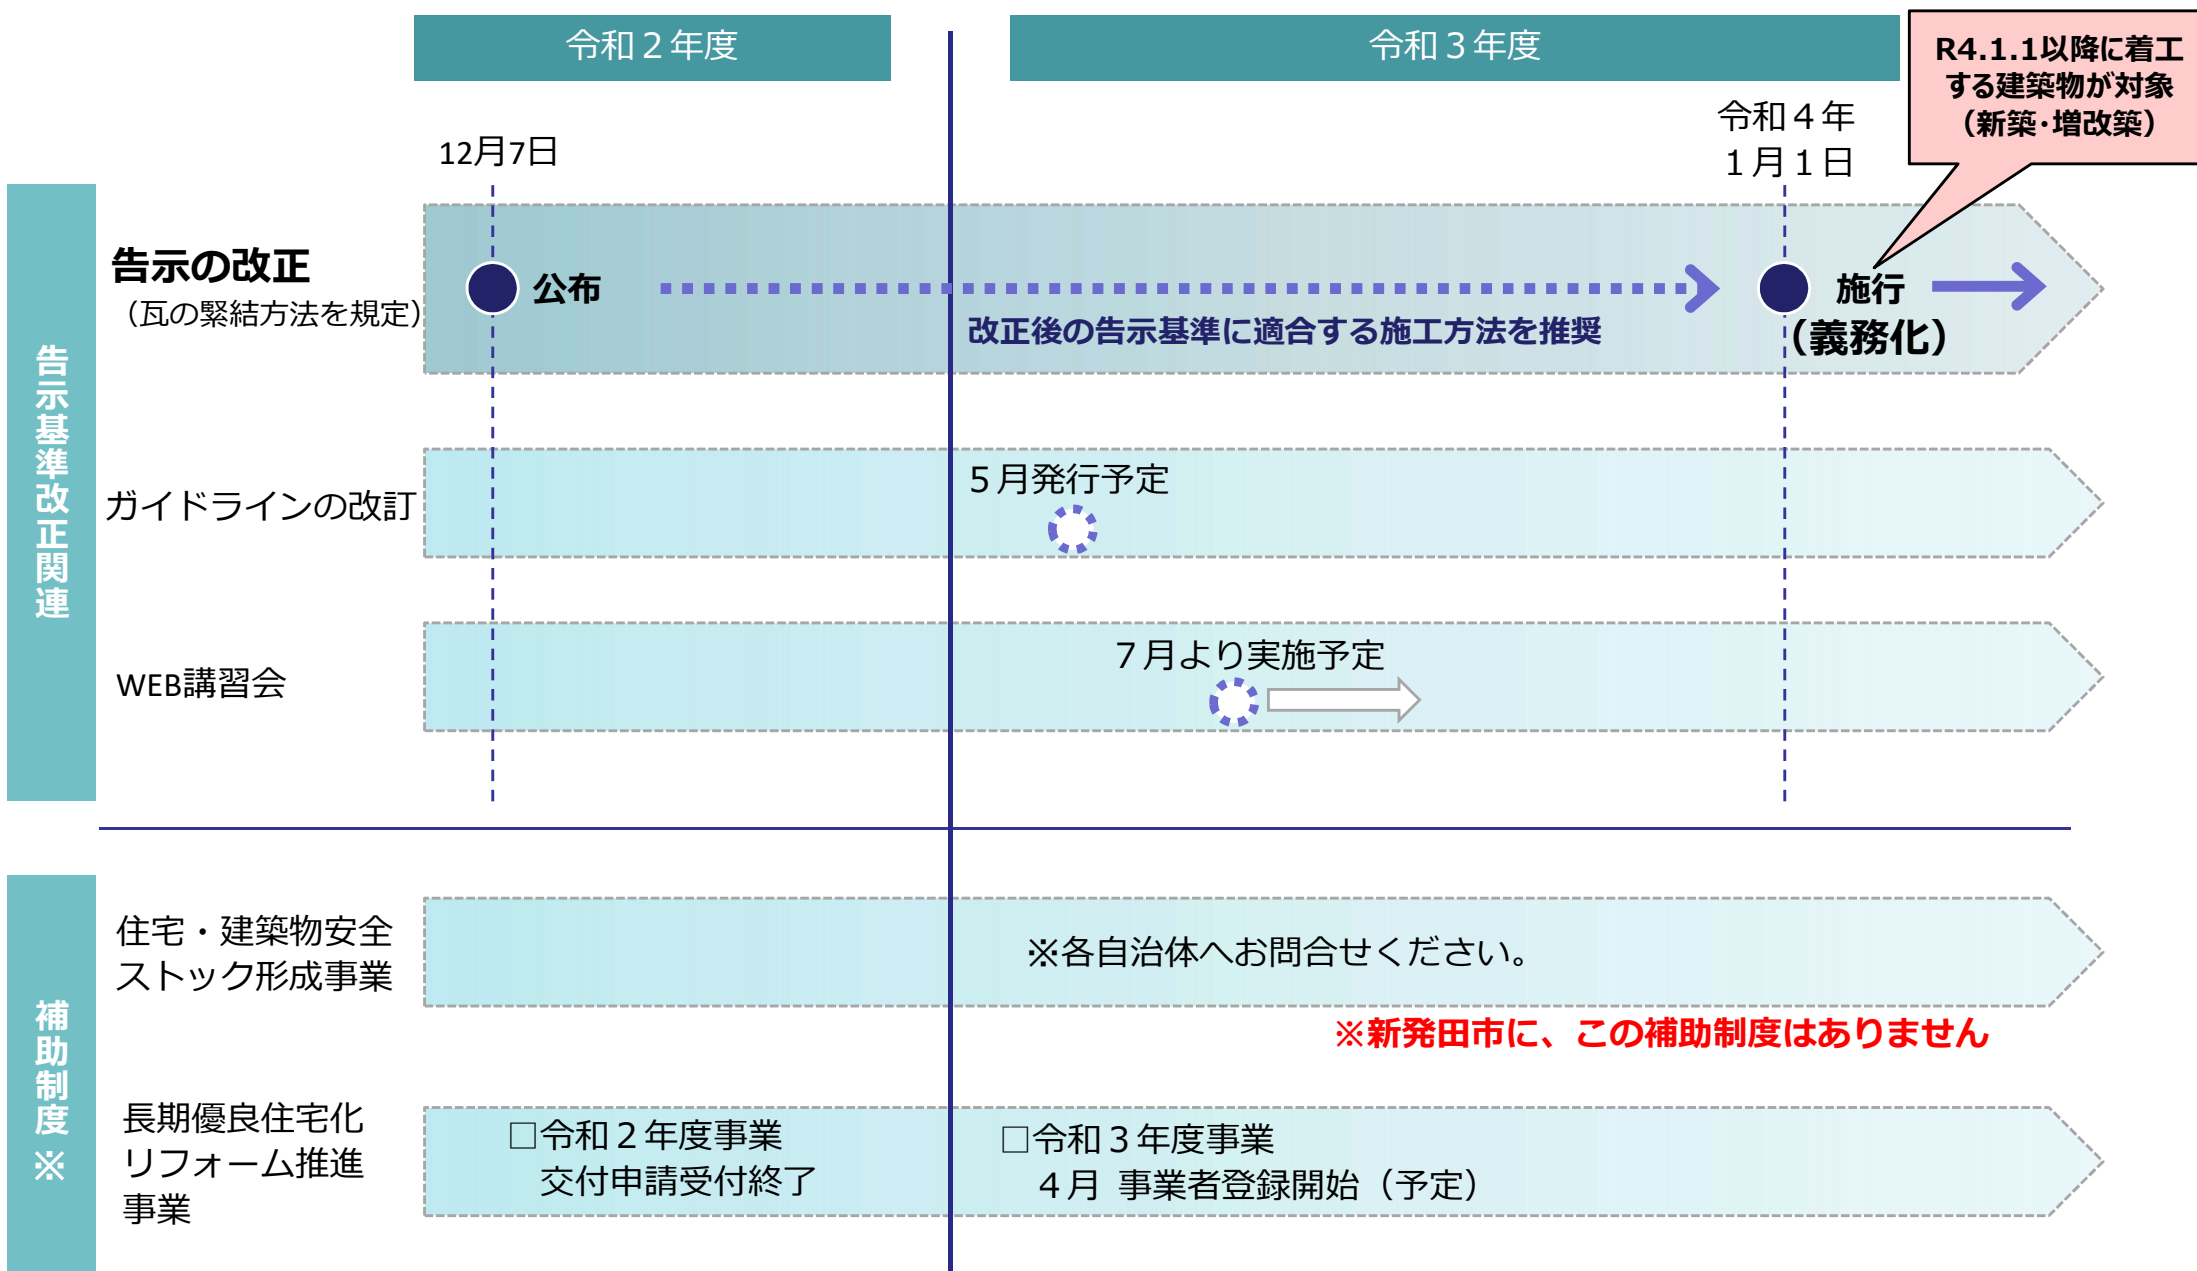 令和２年度
令和３年度
R4.1.1以降に着工
する建築物が対象
（新築・増改築）
12月7日
令和４年
１月１日
告示基準改正関連
告示の改正
（瓦の緊結方法を規定）
公布
改正後の告示基準に適合する施工方法を推奨
施行
（義務化）
ガイドラインの改訂
５月発行予定
WEB講習会
７月より実施予定
補助制度※
住宅・建築物安全
ストック形成事業
※各自治体へお問合せください。
※新発田市に、この補助制度はありません
長期優良住宅化
リフォーム推進
事業
□令和２年度事業
交付申請受付終了
□令和３年度事業
４月 事業者登録開始（予定）